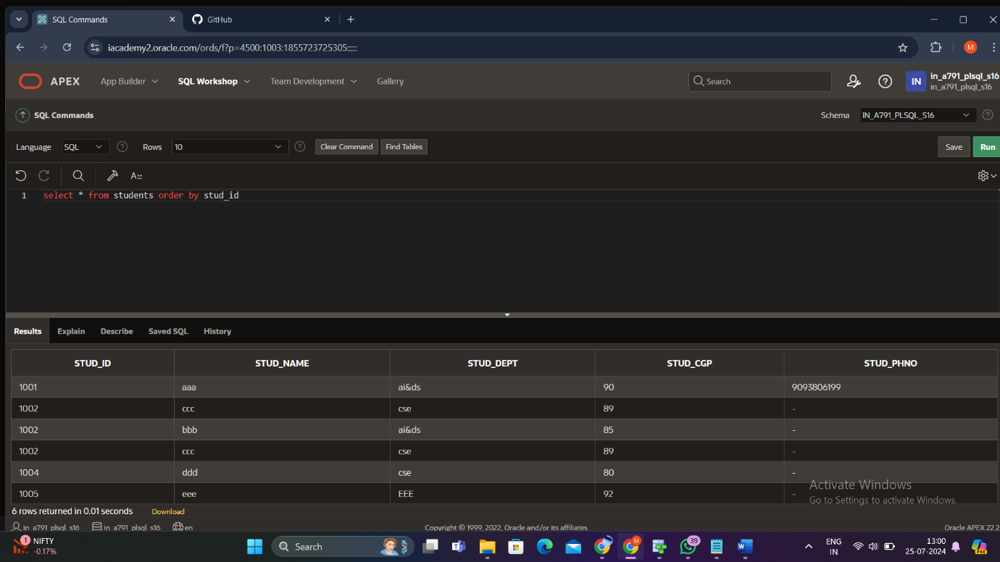 SQL Commands
GitHub
iacademy2.oracle.com/ords/f?p=4500:1003:1855723725305:::::
M
APEX App Builder SQL Workshop Team Development Gallery Search IN in_a791_plsql_s16
in_a791_plsql_s16
SQL Commands Schema IN_A791_PLSQL_S16
Language SQL Rows 10 Clear Command Find Tables Save Run
A::
1 select * from students order by stud_id
Results Explain Describe Saved SQL History
STUD_ID STUD_NAME STUD_DEPT STUD_CGP STUD_PHNO
1001 aaa ai&ds 90 9093806199
1002 ccc cse 89 -
1002 bbb ai&ds 85 -
1002 ccc cse 89 -
1004 ddd cse 80 -
1005 eee EEE 92 -
Activate Windows
Go to Settings to activate Windows.
6 rows returned in 0.01 seconds Download
in_a791_plsql_s16 in_a791_plsql_s16 en Copyright © 1999, 2022, Oracle and/or its affiliates. Oracle APEX 22.2
1 NIFTY
-0.17%
Search
M
39
W
ENG
IN
13:00
25-07-2024
PRE